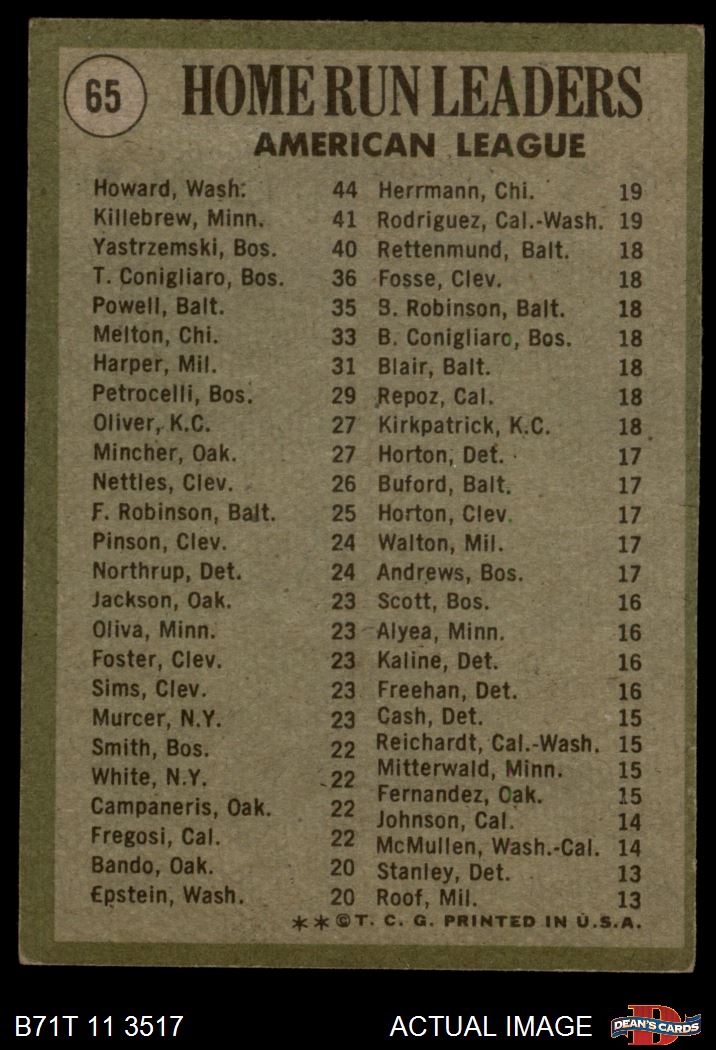 65
HOME RUN LEADERS
AMERICAN LEAGUE
Howard, Wash. 44
Killebrew, Minn. 41
Yastrzemski, Bos. 40
T. Conigliaro, Bos. 36
Powell, Balt. 35
Melton, Chi. 33
Harper, Mil. 31
Petrocelli, Bos. 29
Oliver, K.C. 27
Mincher, Oak. 27
Nettles, Clev. 26
F. Robinson, Balt. 25
Pinson, Clev. 24
Northrup, Det. 24
Jackson, Oak. 23
Oliva, Minn. 23
Foster, Clev. 23
Sims, Clev. 23
Murcer, N.Y. 23
Smith, Bos. 22
White, N.Y. 22
Campaneris, Oak. 22
Fregosi, Cal. 22
Bando, Oak. 20
Epstein, Wash. 20
Herrmann, Chi. 19
Rodriguez, Cal.-Wash. 19
Rettenmund, Balt. 18
Fosse, Clev. 18
B. Robinson, Balt. 18
B. Conigliaro, Bos. 18
Blair, Balt. 18
Repoz, Cal. 18
Kirkpatrick, K.C. 18
Horton, Det. 17
Buford, Balt. 17
Horton, Clev. 17
Walton, Mil. 17
Andrews, Bos. 17
Scott, Bos. 16
Alyea, Minn. 16
Kaline, Det. 16
Freehan, Det. 16
Cash, Det. 15
Reichardt, Cal.-Wash. 15
Mitterwald, Minn. 15
Fernandez, Oak. 15
Johnson, Cal. 14
McMullen, Wash.-Cal. 14
Stanley, Det. 13
Roof, Mil. 13
**©T. C. G. PRINTED IN U.S.A.
B71T 11 3517 ACTUAL IMAGE
D
DEAN'S CARDS